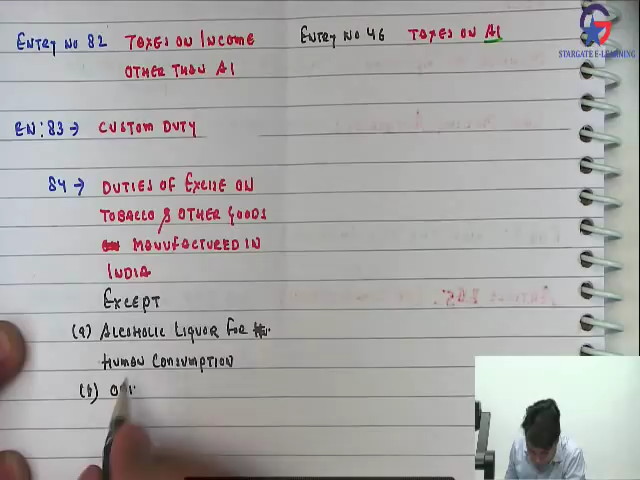 Entry No 82 Taxes on Income
Other than AI
EN: 83 → Custom Duty
84 → Duties of Excise on
Tobacco & Other Goods
Manufactured in
India
Except
(a) Alcoholic Liquor for
Human Consumption
(b)
Entry No 46 Taxes on AI
STARGATE E-LEARNING